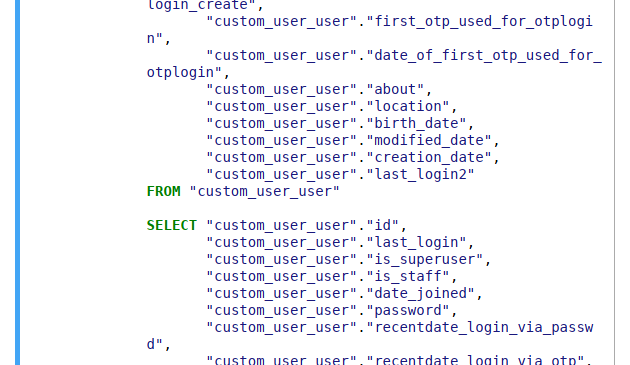 login_create",
"custom_user_user"."first_otp_used_for_otplogi
n",
"custom_user_user"."date_of_first_otp_used_for_
otplogin",
"custom_user_user"."about",
"custom_user_user"."location",
"custom_user_user"."birth_date",
"custom_user_user"."modified_date",
"custom_user_user"."creation_date",
"custom_user_user"."last_login2"
FROM "custom_user_user"
SELECT "custom_user_user"."id",
"custom_user_user"."last_login",
"custom_user_user"."is_superuser",
"custom_user_user"."is_staff",
"custom_user_user"."date_joined",
"custom_user_user"."password",
"custom_user_user"."recentdate_login_via_passw
d",
"custom_user_user"."recentdate_login_via_otp",